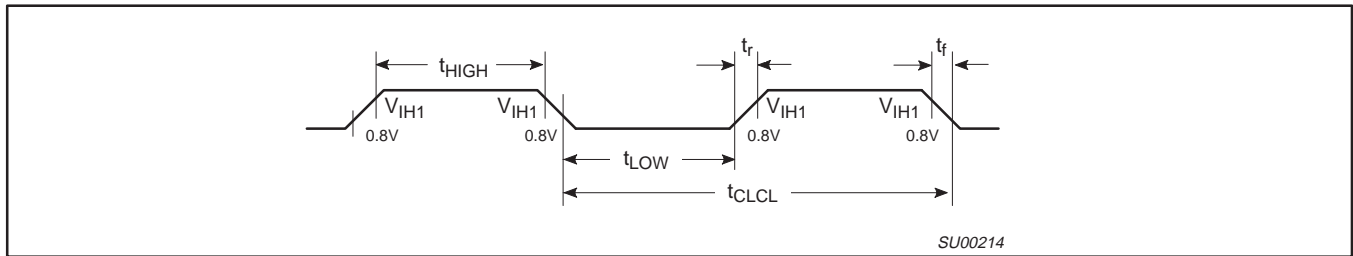 tr
tf
tHIGH
VIH1
VIH1
VIH1
VIH1
0.8V
0.8V
0.8V
0.8V
tLOW
tCLCL
SU00214